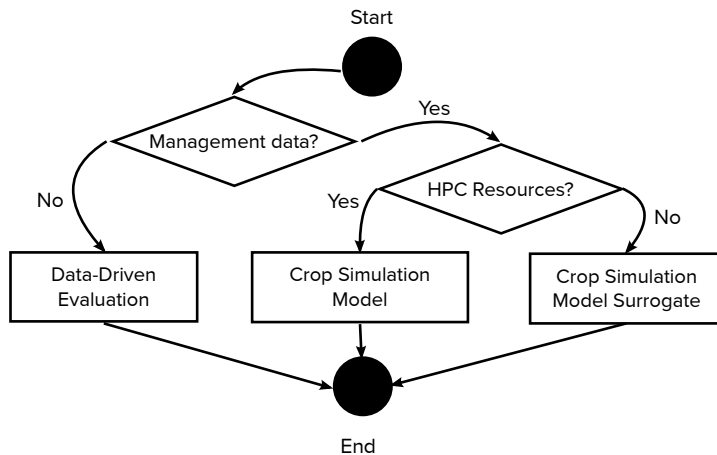 Start
Yes
Management data?
HPC Resources?
No
Yes
No
Data-Driven
Evaluation
Crop Simulation
Model
Crop Simulation
Model Surrogate
End